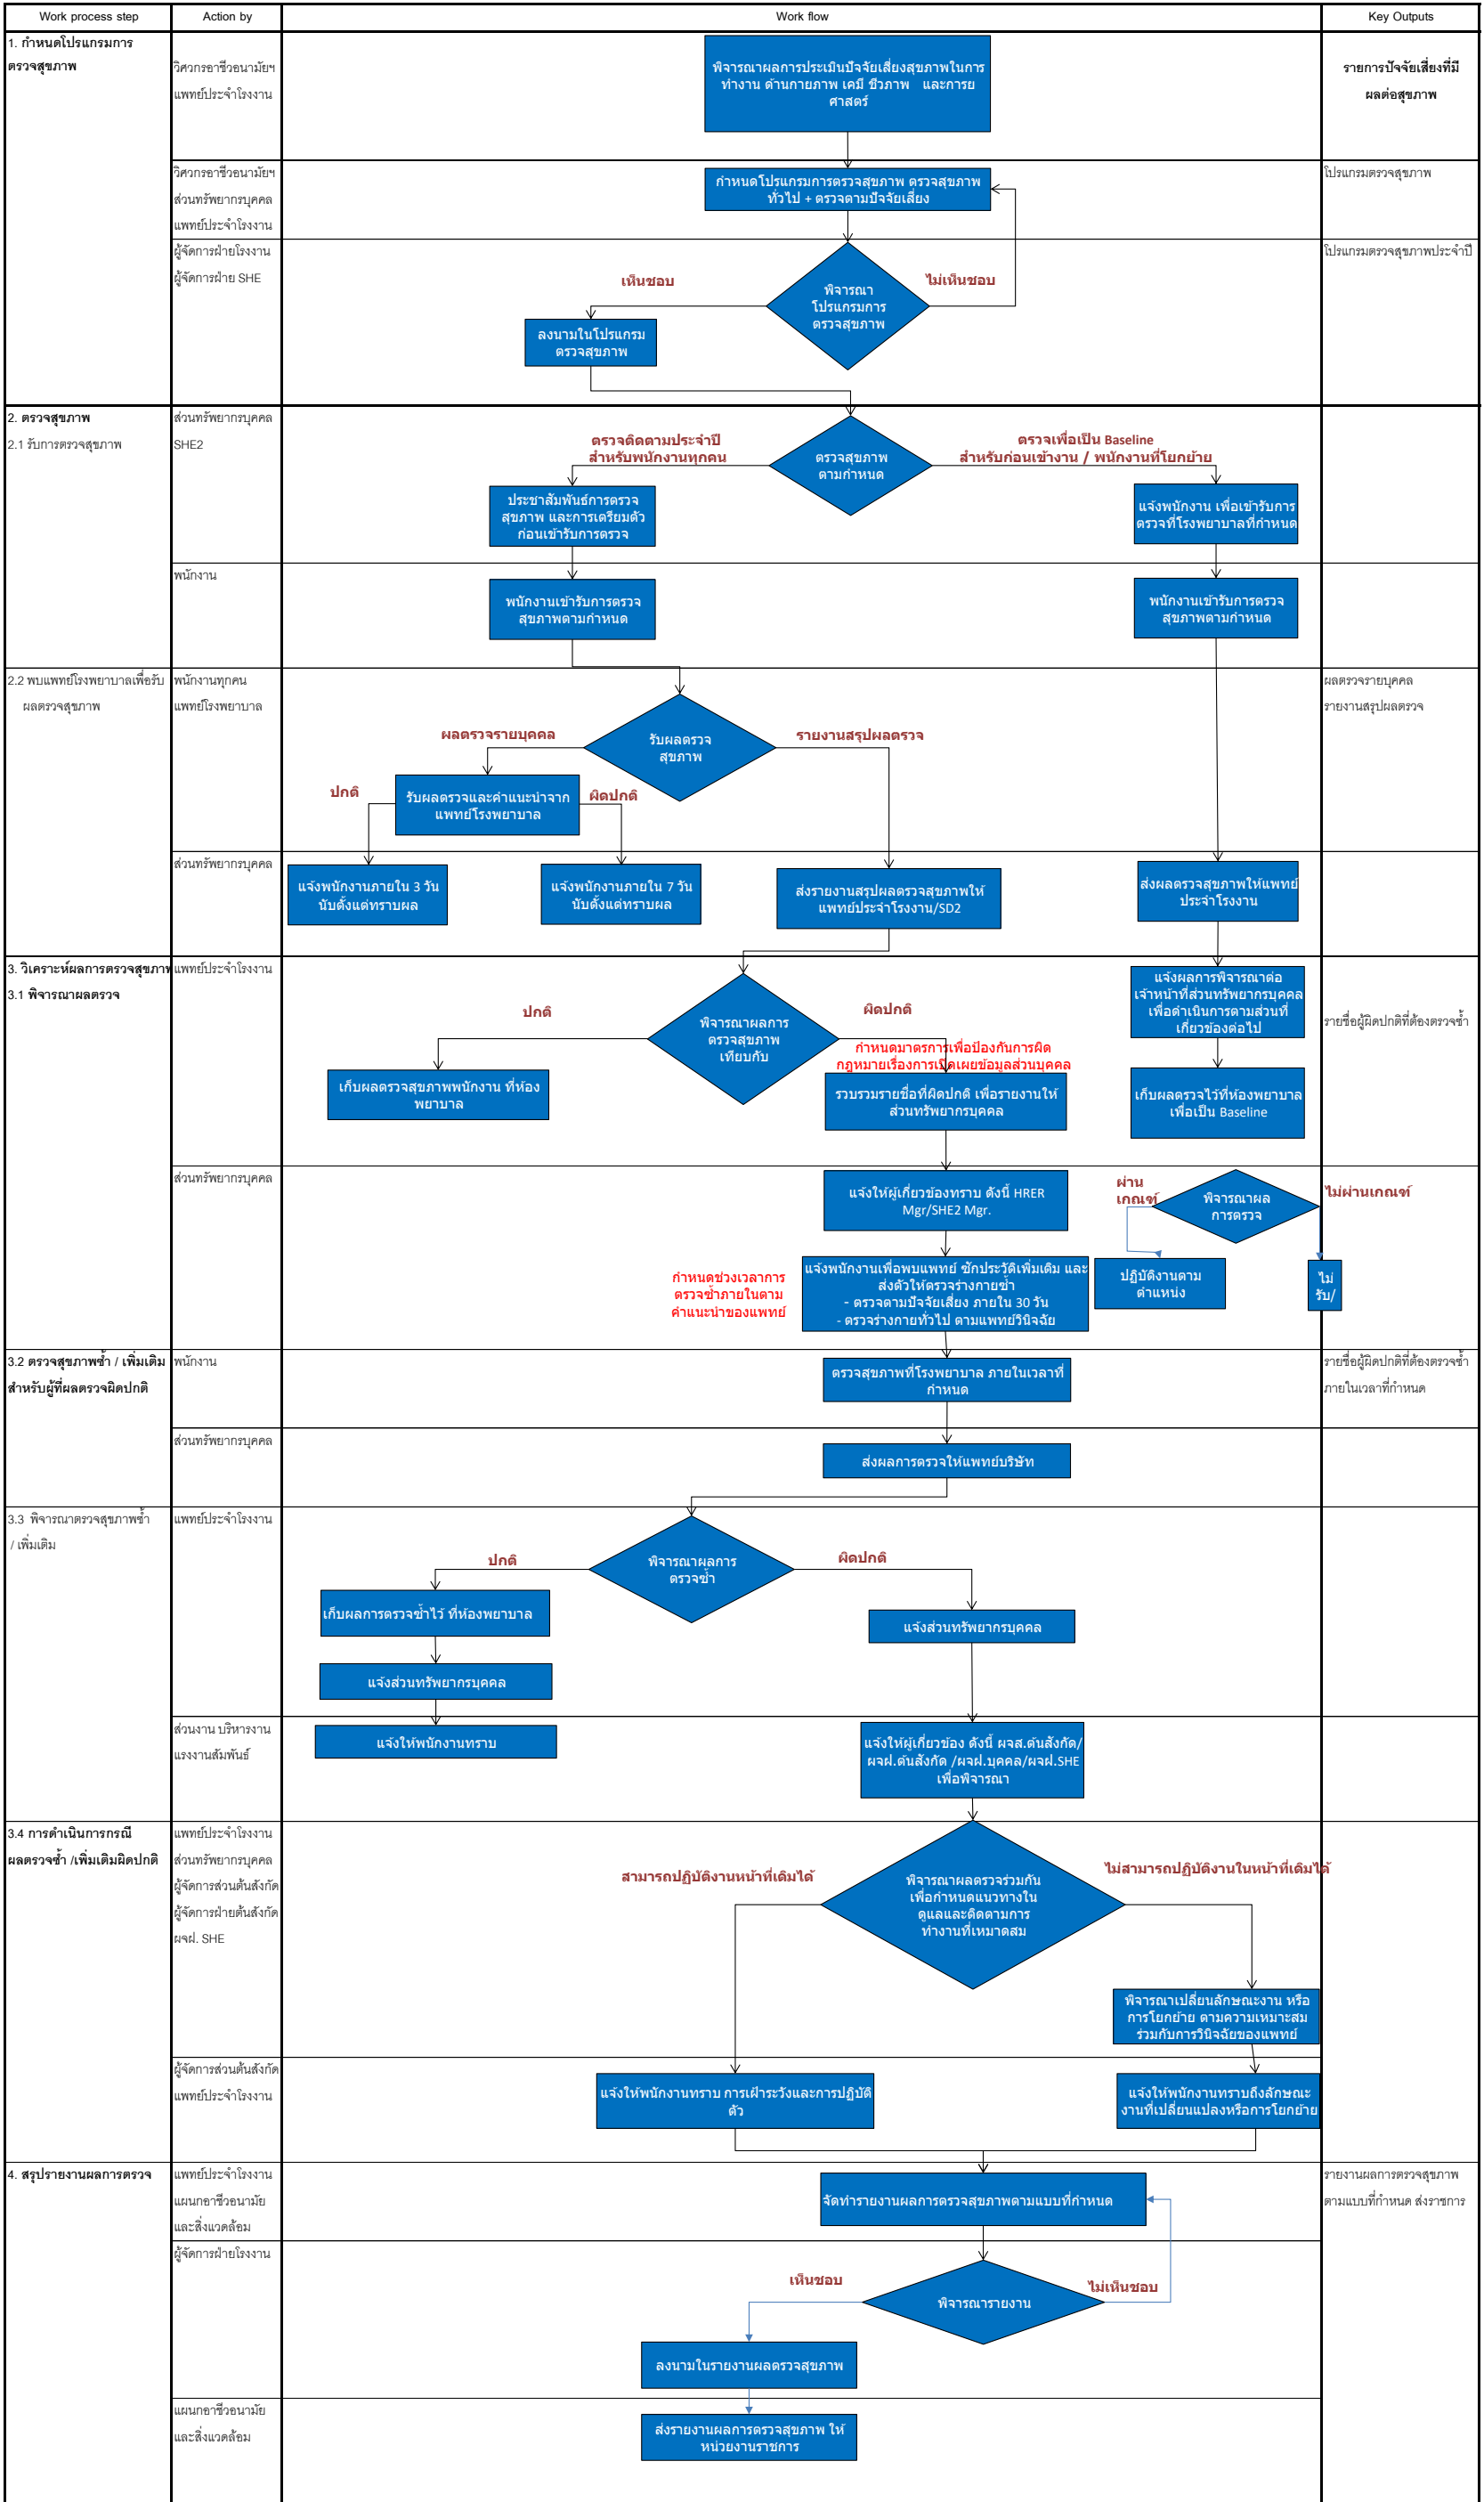 Work process step
Action by
Work flow
Key Outputs
1. กำหนดโปรแกรมการ
ตรวจสุขภาพ
วิศวกรอาชีวอนามัยฯ
แพทย์ประจำโรงงาน
พิจารณาผลการประเมินปัจจัยเสี่ยงสุขภาพในการ
ทำงาน ด้านกายภาพ เคมี ชีวภาพ และการย
ศาสตร์
รายการปัจจัยเสี่ยงที่มี
ผลต่อสุขภาพ
วิศวกรอาชีวอนามัยฯ
ส่วนทรัพยากรบุคคล
แพทย์ประจำโรงงาน
กำหนดโปรแกรมการตรวจสุขภาพ ตรวจสุขภาพ
ทั่วไป + ตรวจตามปัจจัยเสี่ยง
โปรแกรมตรวจสุขภาพ
ผู้จัดการฝ่ายโรงงาน
ผู้จัดการฝ่าย SHE
เห็นชอบ
พิจารณา
โปรแกรมการ
ตรวจสุขภาพ
ไม่เห็นชอบ
ลงนามในโปรแกรม
ตรวจสุขภาพ
โปรแกรมตรวจสุขภาพประจำปี
2. ตรวจสุขภาพ
2.1 รับการตรวจสุขภาพ
ส่วนทรัพยากรบุคคล
SHE2
ตรวจติดตามประจำปี
สำหรับพนักงานทุกคน
ตรวจสุขภาพ
ตามกำหนด
ตรวจเพื่อเป็น Baseline
สำหรับก่อนเข้างาน / พนักงานที่โยกย้าย
ประชาสัมพันธ์การตรวจ
สุขภาพ และการเตรียมตัว
ก่อนเข้ารับการตรวจ
แจ้งพนักงาน เพื่อเข้ารับการ
ตรวจที่โรงพยาบาลที่กำหนด
พนักงาน
พนักงานเข้ารับการตรวจ
สุขภาพตามกำหนด
พนักงานเข้ารับการตรวจ
สุขภาพตามกำหนด
2.2 พบแพทย์โรงพยาบาลเพื่อรับ
ผลตรวจสุขภาพ
พนักงานทุกคน
แพทย์โรงพยาบาล
ผลตรวจรายบุคคล
รับผลตรวจ
สุขภาพ
รายงานสรุปผลตรวจ
ผลตรวจรายบุคคล
รายงานสรุปผลตรวจ
ปกติ
รับผลตรวจและคำแนะนำจาก
แพทย์โรงพยาบาล
ผิดปกติ
ส่วนทรัพยากรบุคคล
แจ้งพนักงานภายใน 3 วัน
นับตั้งแต่ทราบผล
แจ้งพนักงานภายใน 7 วัน
นับตั้งแต่ทราบผล
ส่งรายงานสรุปผลตรวจสุขภาพให้
แพทย์ประจำโรงงาน/SD2
ส่งผลตรวจสุขภาพให้แพทย์
ประจำโรงงาน
3. วิเคราะห์ผลการตรวจสุขภาพ
3.1 พิจารณาผลตรวจ
แพทย์ประจำโรงงาน
ปกติ
พิจารณาผลการ
ตรวจสุขภาพ
เทียบกับ
ผิดปกติ
กำหนดมาตรการเพื่อป้องกันการผิด
กฎหมายเรื่องการเปิดเผยข้อมูลส่วนบุคคล
เก็บผลตรวจสุขภาพพนักงาน ที่ห้อง
พยาบาล
รวบรวมรายชื่อที่ผิดปกติ เพื่อรายงานให้
ส่วนทรัพยากรบุคคล
แจ้งผลการพิจารณาต่อ
เจ้าหน้าที่ส่วนทรัพยากรบุคคล
เพื่อดำเนินการตามส่วนที่
เกี่ยวข้องต่อไป
เก็บผลตรวจไว้ที่ห้องพยาบาล
เพื่อเป็น Baseline
รายชื่อผู้ผิดปกติที่ต้องตรวจซ้ำ
ส่วนทรัพยากรบุคคล
แจ้งให้ผู้เกี่ยวข้องทราบ ดังนี้ HRER
Mgr/SHE2 Mgr.
ผ่าน
เกณฑ์
พิจารณาผล
การตรวจ
ไม่ผ่านเกณฑ์
กำหนดช่วงเวลาการ
ตรวจซ้ำภายในตาม
คำแนะนำของแพทย์
แจ้งพนักงานเพื่อพบแพทย์ ซักประวัติเพิ่มเติม และ
ส่งตัวให้ตรวจร่างกายซ้ำ
- ตรวจตามปัจจัยเสี่ยง ภายใน 30 วัน
- ตรวจร่างกายทั่วไป ตามแพทย์วินิจฉัย
ปฏิบัติงานตาม
ตำแหน่ง
ไม่
รับ/
3.2 ตรวจสุขภาพซ้ำ / เพิ่มเติม
สำหรับผู้ที่ผลตรวจผิดปกติ
พนักงาน
ตรวจสุขภาพที่โรงพยาบาล ภายในเวลาที่
กำหนด
รายชื่อผู้ผิดปกติที่ต้องตรวจซ้ำ
ภายในเวลาที่กำหนด
ส่วนทรัพยากรบุคคล
ส่งผลการตรวจให้แพทย์บริษัท
3.3 พิจารณาตรวจสุขภาพซ้ำ
/ เพิ่มเติม
แพทย์ประจำโรงงาน
ปกติ
พิจารณาผลการ
ตรวจซ้ำ
ผิดปกติ
เก็บผลการตรวจซ้ำไว้ ที่ห้องพยาบาล
แจ้งส่วนทรัพยากรบุคคล
แจ้งส่วนทรัพยากรบุคคล
ส่วนงาน บริหารงาน
แรงงานสัมพันธ์
แจ้งให้พนักงานทราบ
แจ้งให้ผู้เกี่ยวข้อง ดังนี้ ผจส.ต้นสังกัด/
ผจฝ.ต้นสังกัด /ผจฝ.บุคคล/ผจฝ.SHE
เพื่อพิจารณา
3.4 การดำเนินการกรณี
ผลตรวจซ้ำ /เพิ่มเติมผิดปกติ
แพทย์ประจำโรงงาน
ส่วนทรัพยากรบุคคล
ผู้จัดการส่วนต้นสังกัด
ผู้จัดการฝ่ายต้นสังกัด
ผจฝ. SHE
สามารถปฏิบัติงานหน้าที่เดิมได้
พิจารณาผลตรวจร่วมกัน
เพื่อกำหนดแนวทางใน
ดูแลและติดตามการ
ทำงานที่เหมาดสม
ไม่สามารถปฏิบัติงานในหน้าที่เดิมได้
พิจารณาเปลี่ยนลักษณะงาน หรือ
การโยกย้าย ตามความเหมาะสม
ร่วมกับการวินิจฉัยของแพทย์
ผู้จัดการส่วนต้นสังกัด
แพทย์ประจำโรงงาน
แจ้งให้พนักงานทราบ การเฝ้าระวังและการปฏิบัติ
ตัว
แจ้งให้พนักงานทราบถึงลักษณะ
งานที่เปลี่ยนแปลงหรือการโยกย้าย
4. สรุปรายงานผลการตรวจ
แพทย์ประจำโรงงาน
แผนกอาชีวอนามัย
และสิ่งแวดล้อม
จัดทำรายงานผลการตรวจสุขภาพตามแบบที่กำหนด
รายงานผลการตรวจสุขภาพ
ตามแบบที่กำหนด ส่งราชการ
ผู้จัดการฝ่ายโรงงาน
เห็นชอบ
พิจารณารายงาน
ไม่เห็นชอบ
ลงนามในรายงานผลตรวจสุขภาพ
แผนกอาชีวอนามัย
และสิ่งแวดล้อม
ส่งรายงานผลการตรวจสุขภาพ ให้
หน่วยงานราชการ